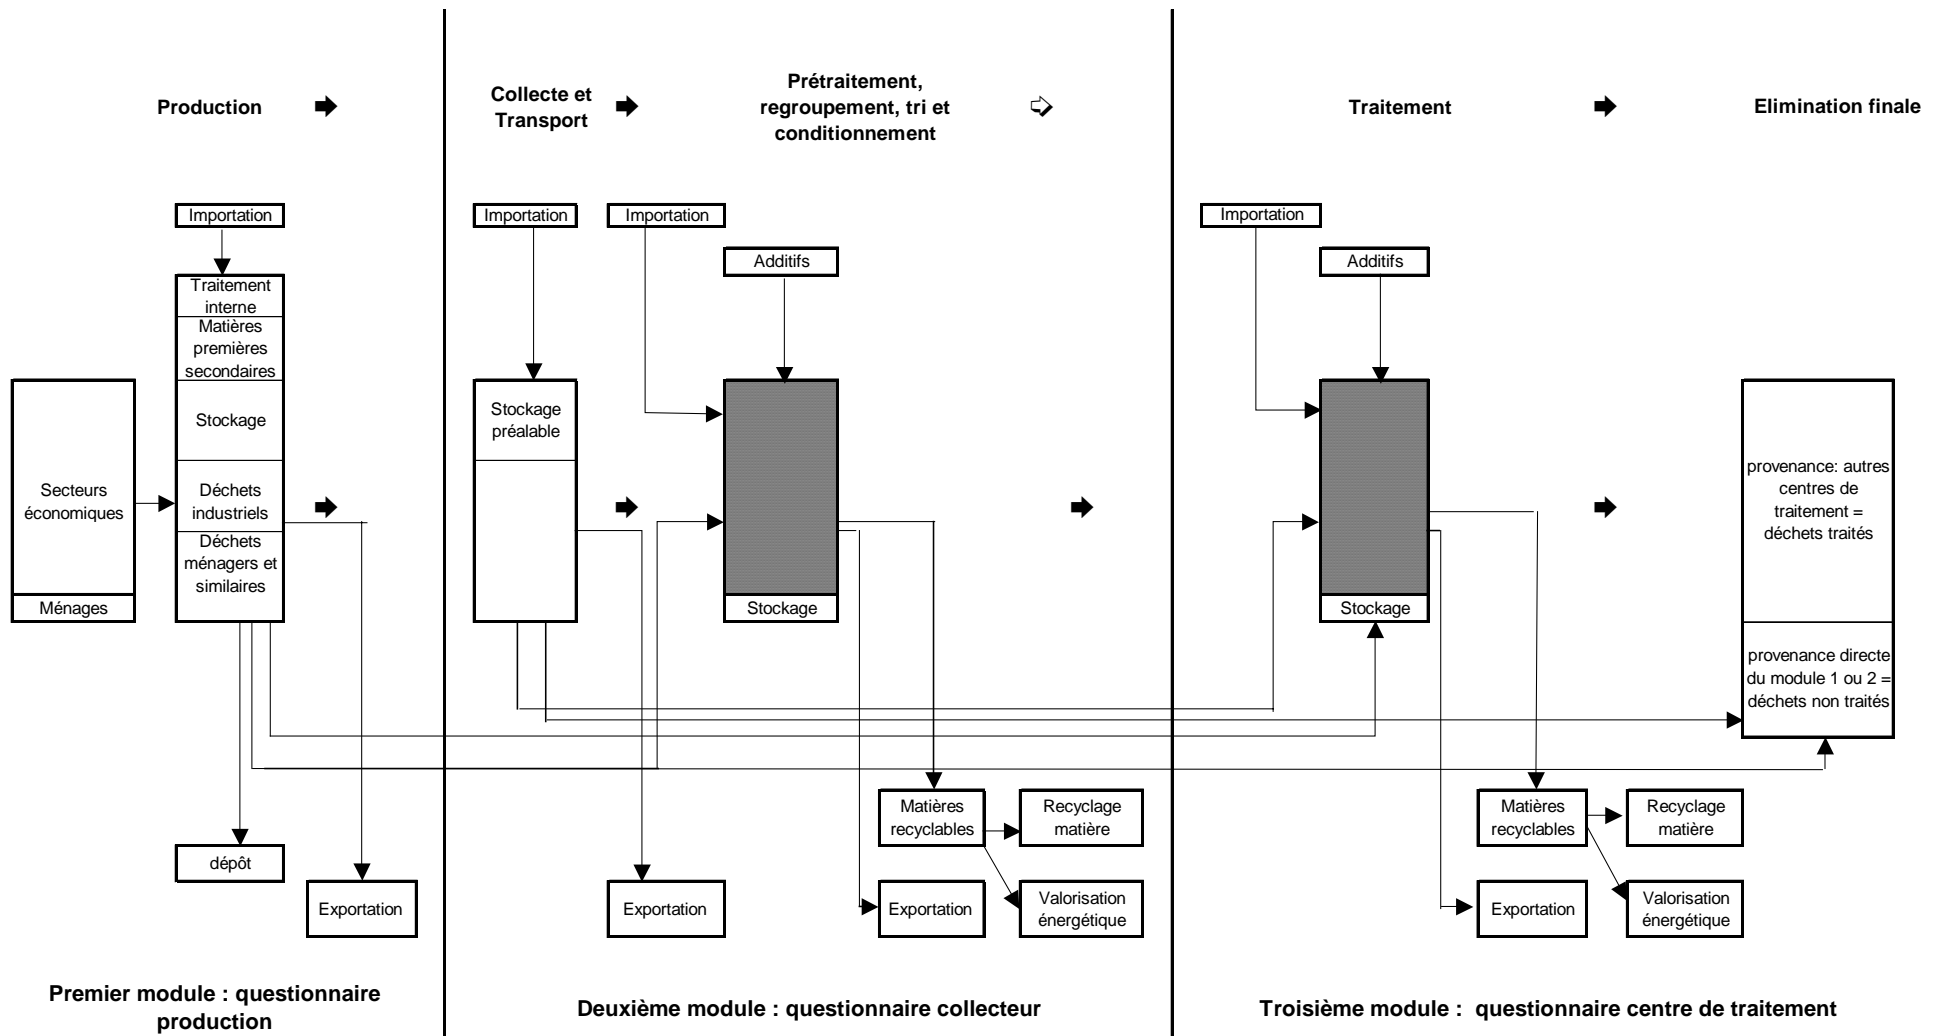 Production
Collecte et
Transport
Prétraitement,
regroupement, tri et
conditionnement
Traitement
Elimination finale
Importation
Importation
Importation
Importation
Additifs
Additifs
Traitement
interne
Matières
premières
secondaires
Stockage
Déchets
industriels
Déchets
ménagers et
similaires
Secteurs
économiques
Ménages
Stockage
préalable
Stockage
Stockage
provenance: autres
centres de
traitement =
déchets traités
provenance directe
du module 1 ou 2 =
déchets non traités
dépôt
Exportation
Exportation
Matières
recyclables
Recyclage
matière
Exportation
Valorisation
énergétique
Matières
recyclables
Recyclage
matière
Exportation
Valorisation
énergétique
Premier module : questionnaire
production
Deuxième module : questionnaire collecteur
Troisième module : questionnaire centre de traitement